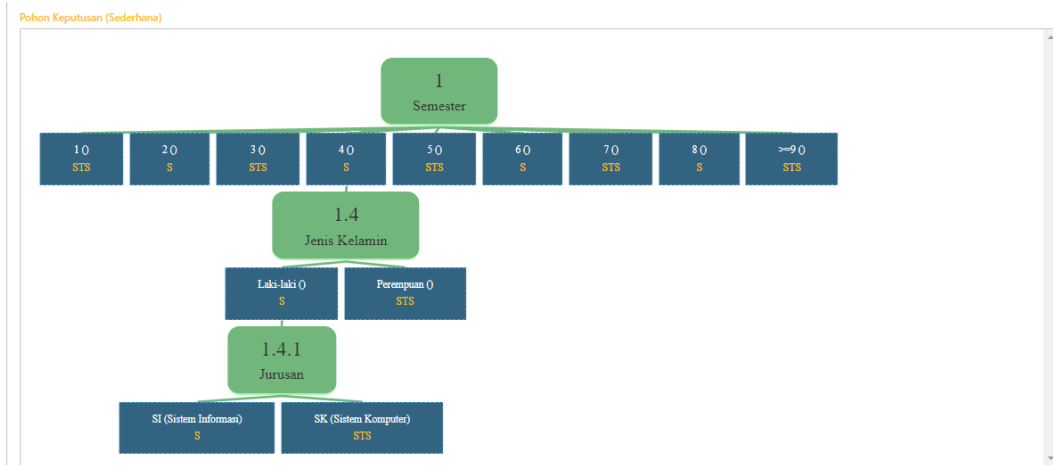 Pohon Keputusan (Sederhana)
1
Semester
1 () 2 () 3 () 4 () 5 () 6 () 7 () 8 () >=9 ()
STS S STS S STS S STS S STS
1.4
Jenis Kelamin
Laki-laki () Perempuan ()
S STS
1.4.1
Jurusan
SI (Sistem Informasi) SK (Sistem Komputer)
S STS